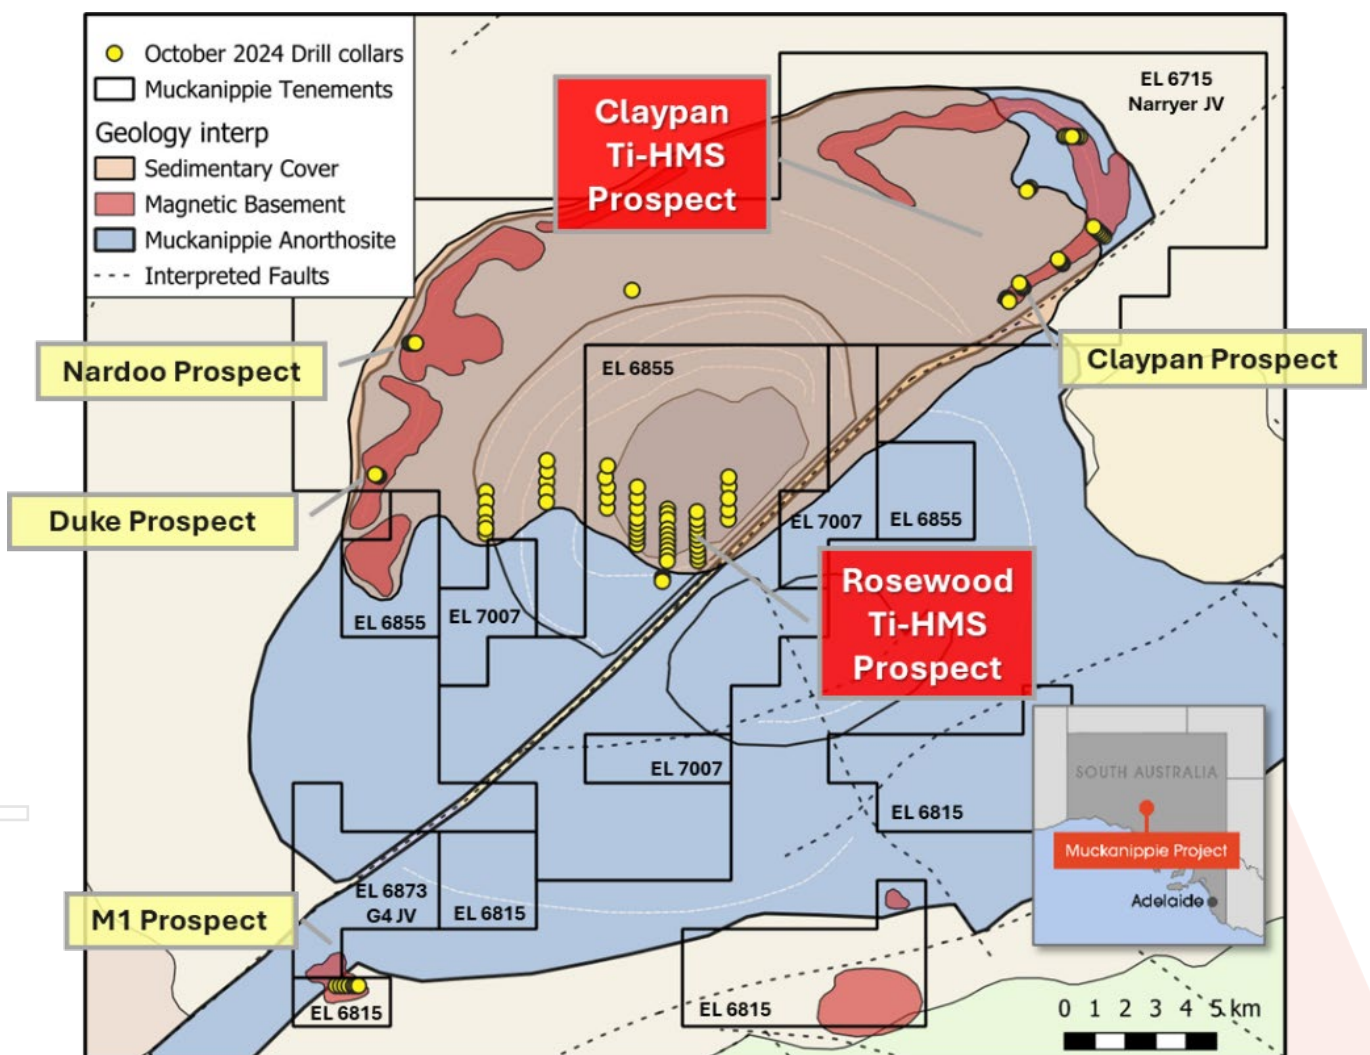 October 2024 Drill collars
Muckanippie Tenements
Geology interp
Sedimentary Cover
Magnetic Basement
Muckanippie Anorthosite
Interpreted Faults
Claypan
Ti-HMS
Prospect
EL 6715
Narryer JV
Nardoo Prospect
EL 6855
Claypan Prospect
Duke Prospect
EL 7007
EL 6855
Rosewood
Ti-HMS
Prospect
EL 6855
EL 7007
EL 7007
EL 6815
SOUTH AUSTRALIA
Muckanippie Project
Adelaide
EL 6873
G4 JV
EL 6815
M1 Prospect
EL 6815
EL 6815
0 1 2 3 4 5 km